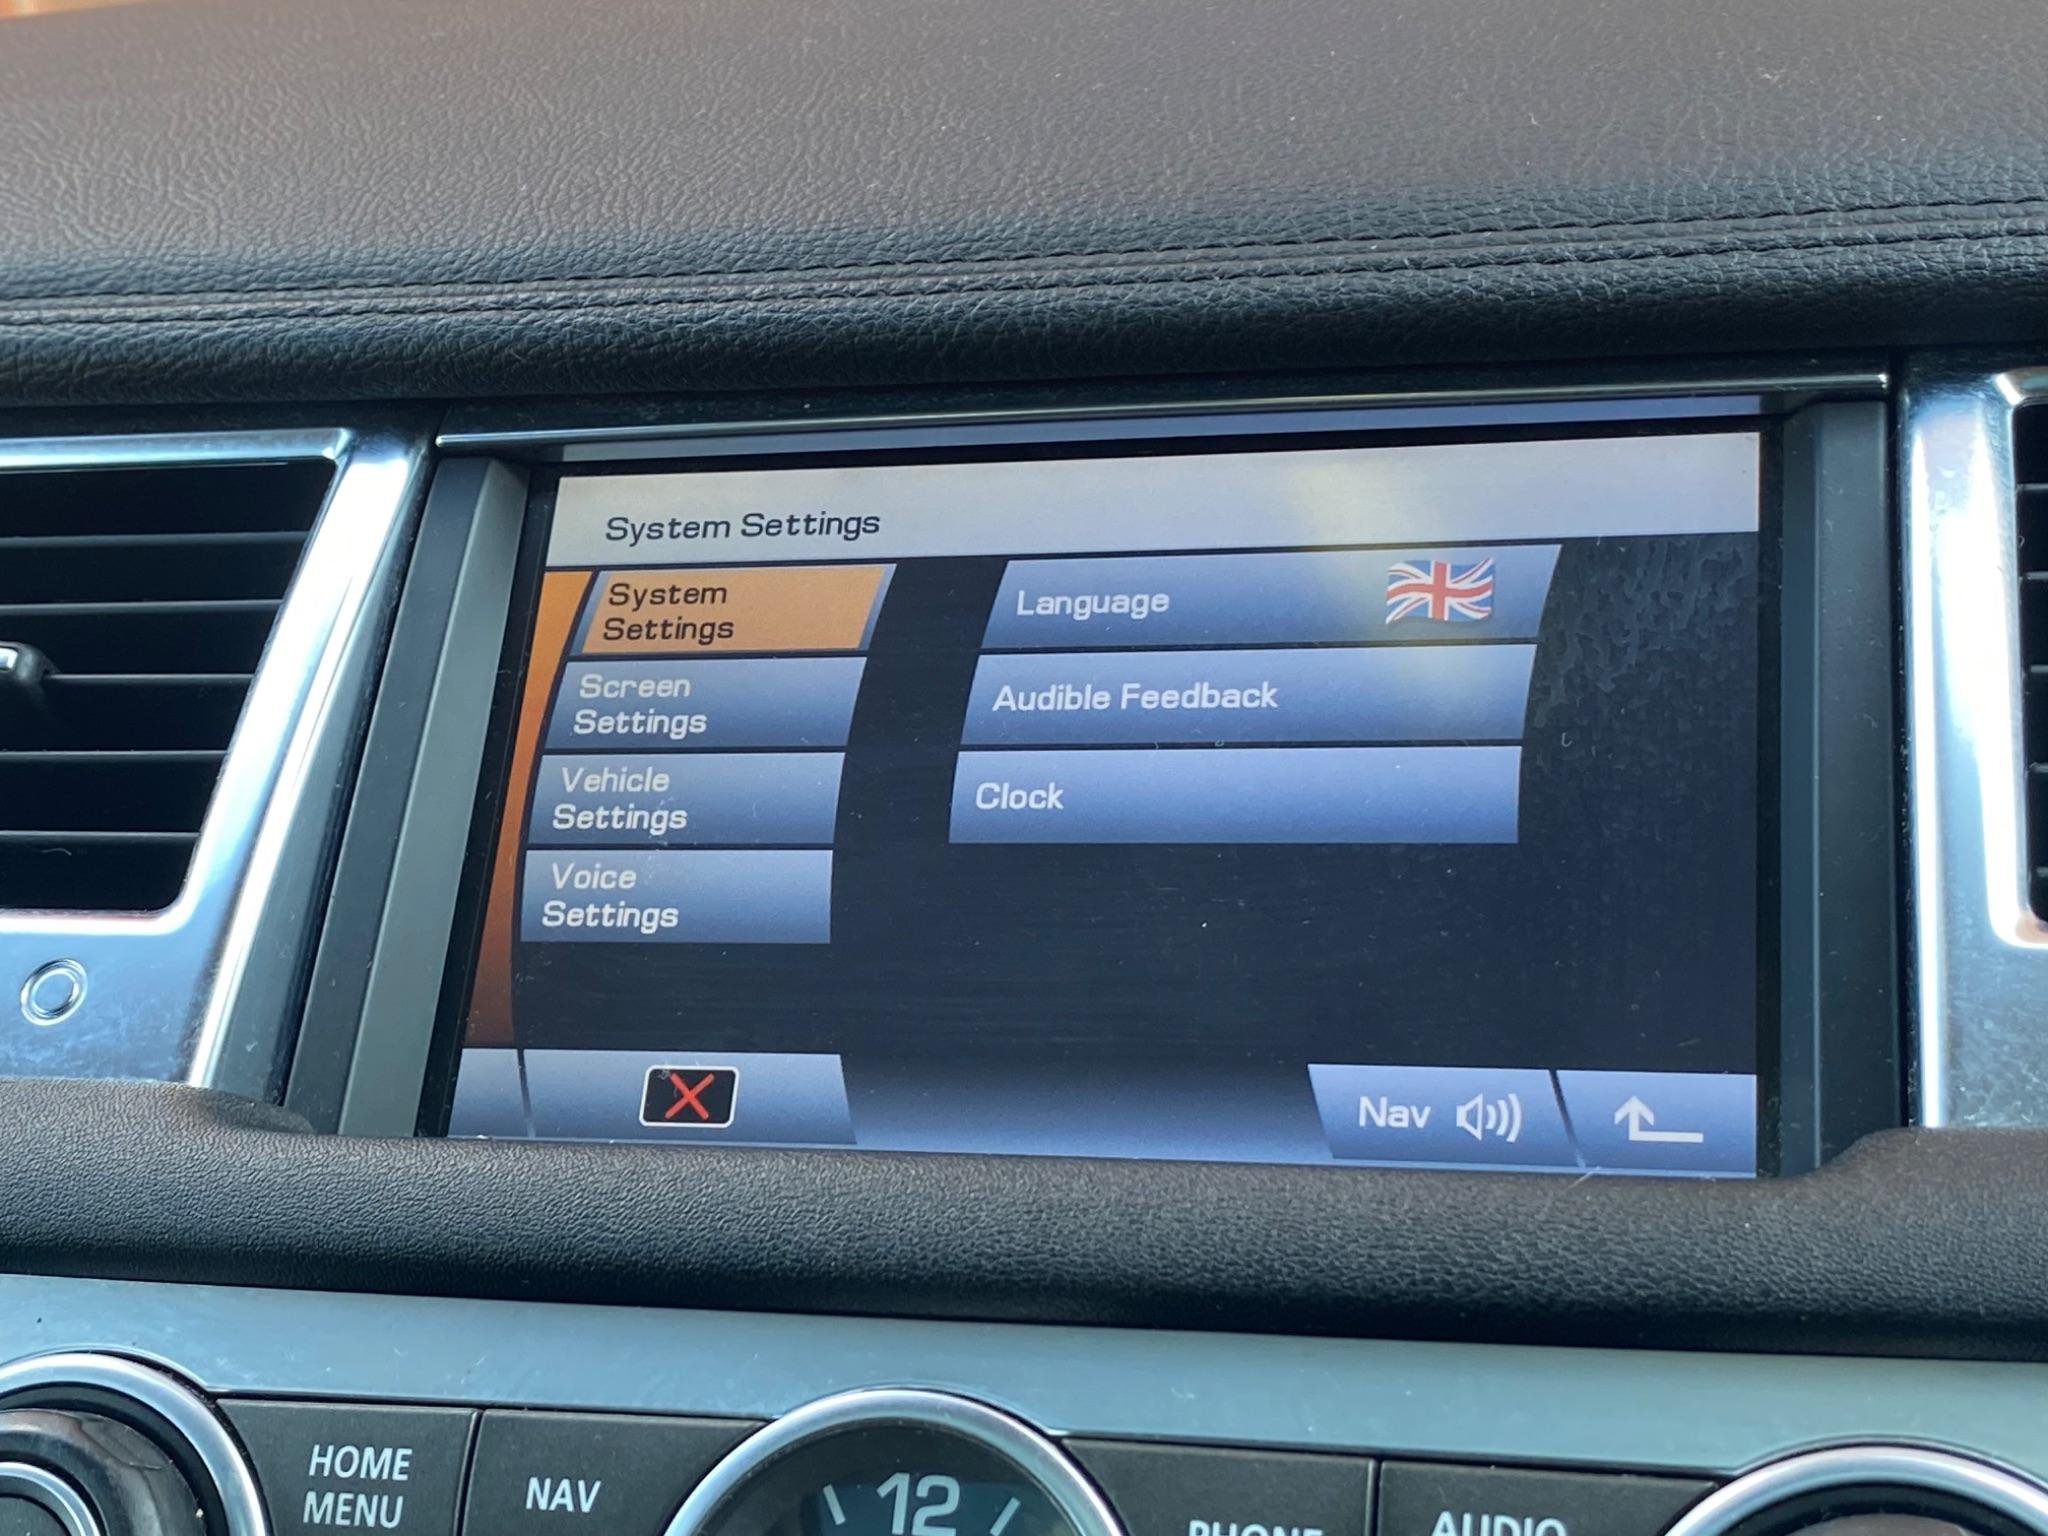 System Settings
System
Settings
Screen
Settings
Vehicle
Settings
Voice
Settings
Language
Audible Feedback
Clock
Nav
HOME
MENU
NAV
12
PHONE
AUDIO